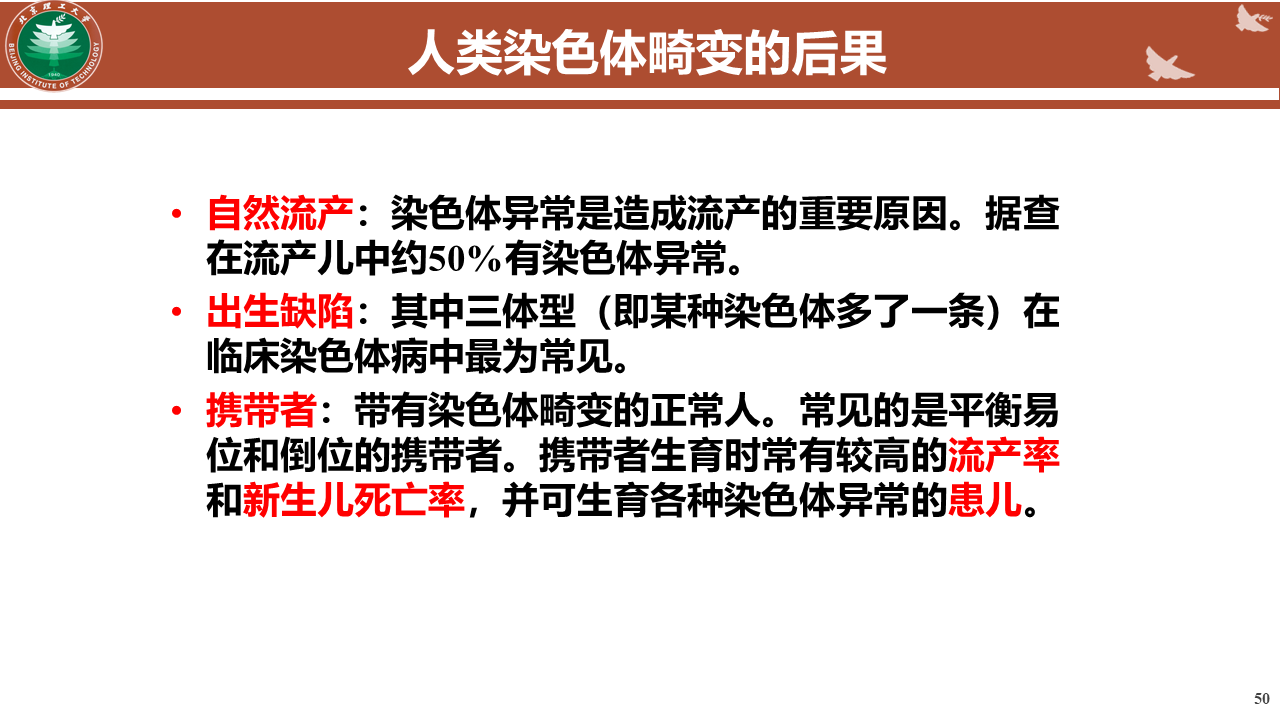 北京理工大学
BEIJING INSTITUTE OF TECHNOLOGY
1940
人类染色体畸变的后果
• 自然流产：染色体异常是造成流产的重要原因。据查
在流产儿中约50%有染色体异常。
• 出生缺陷：其中三体型（即某种染色体多了一条）在
临床染色体病中最为常见。
• 携带者：带有染色体畸变的正常人。常见的是平衡易
位和倒位的携带者。携带者生育时常有较高的流产率
和新生儿死亡率，并可生育各种染色体异常的患儿。
50